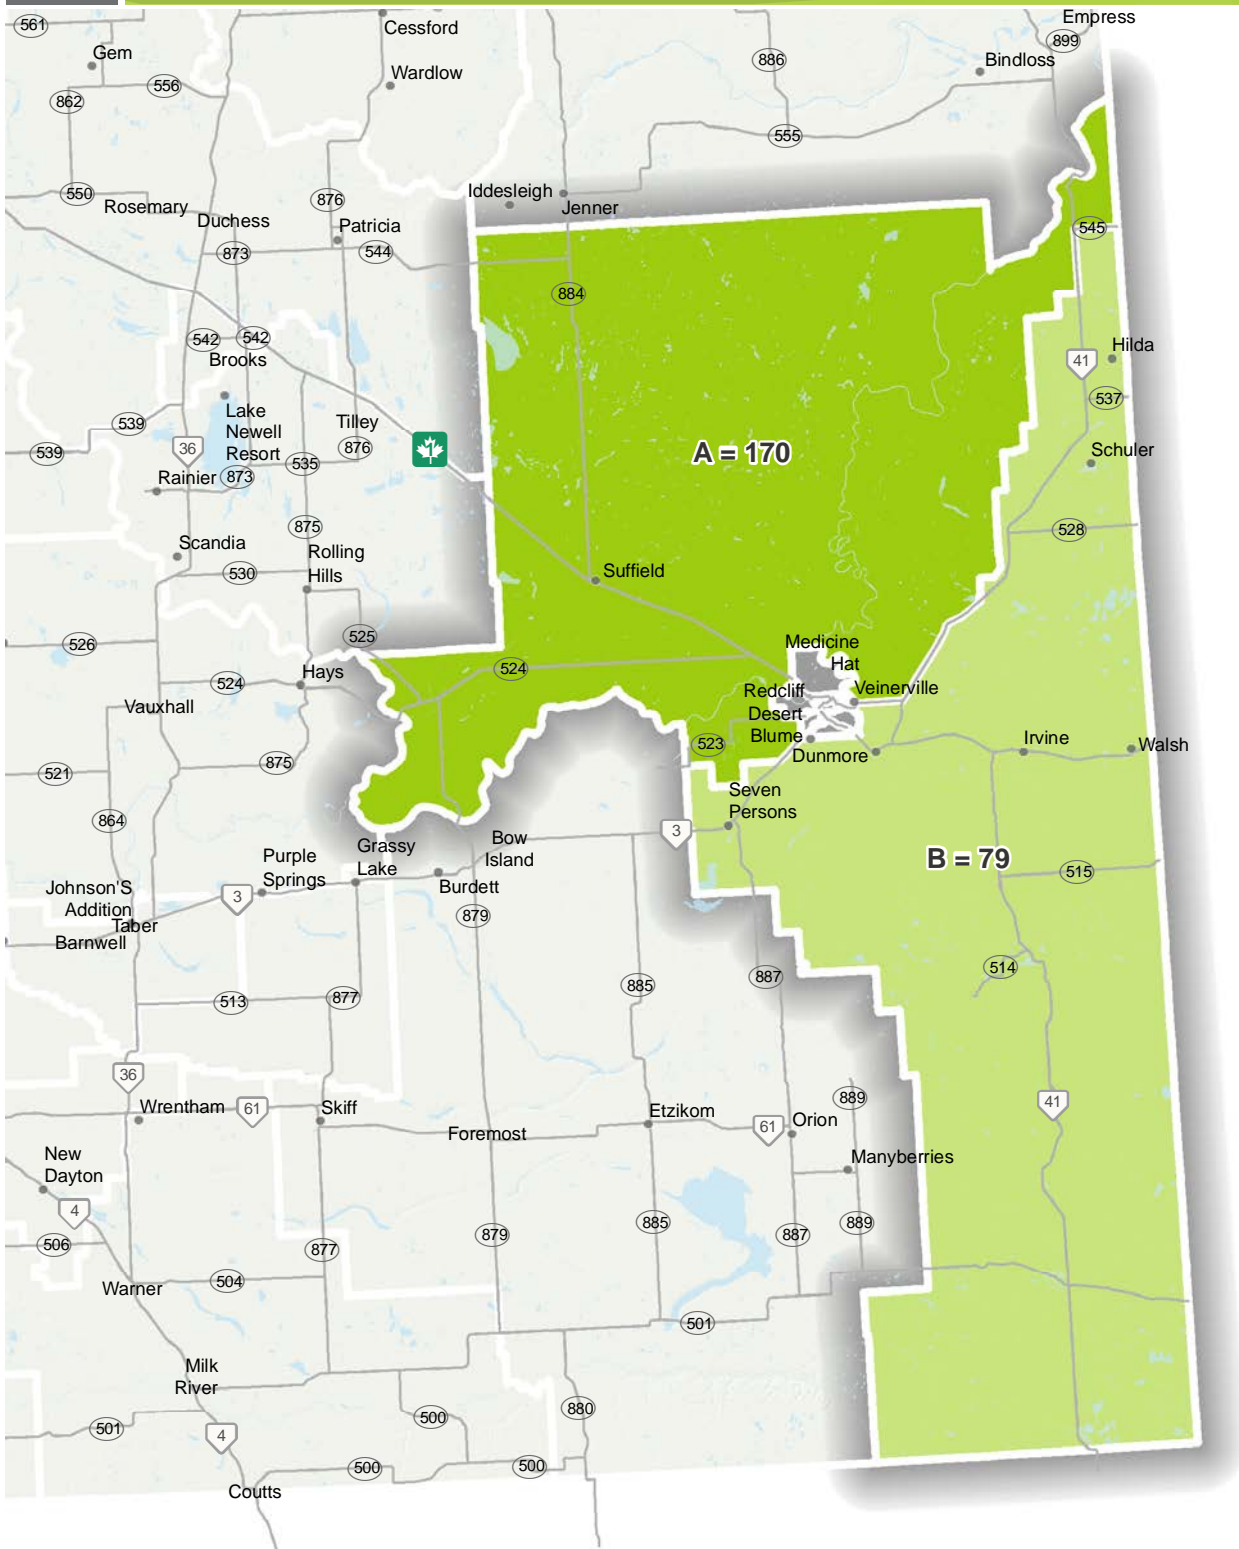 561
Cessford
Empress
899
Gem
886
Bindloss
Wardlow
556
862
555
550
Rosemary
876
Iddesleigh
Jenner
Duchess
Patricia
873
544
545
884
542
542
Brooks
Hilda
41
537
Lake
Newell
Resort
539
Tilley
36
876
1
A = 170
539
535
Schuler
Rainier
873
875
528
Scandia
Rolling
Hills
530
Suffield
525
526
Medicine
Hat
524
Hays
524
Redcliff
Veinerville
Vauxhall
Desert
Blume
523
Irvine
Walsh
Dunmore
875
521
Seven
Persons
864
3
Bow
Island
Grassy
Lake
Purple
Springs
B = 79
515
Burdett
Johnson'S
Addition
3
Taber
879
Barnwell
514
887
885
513
877
36
889
41
Wrentham
61
Skiff
Etzikom
61
Orion
Foremost
New
Dayton
Manyberries
4
885
889
879
887
506
877
504
Warner
501
Milk
River
880
500
501
4
500
500
Coutts